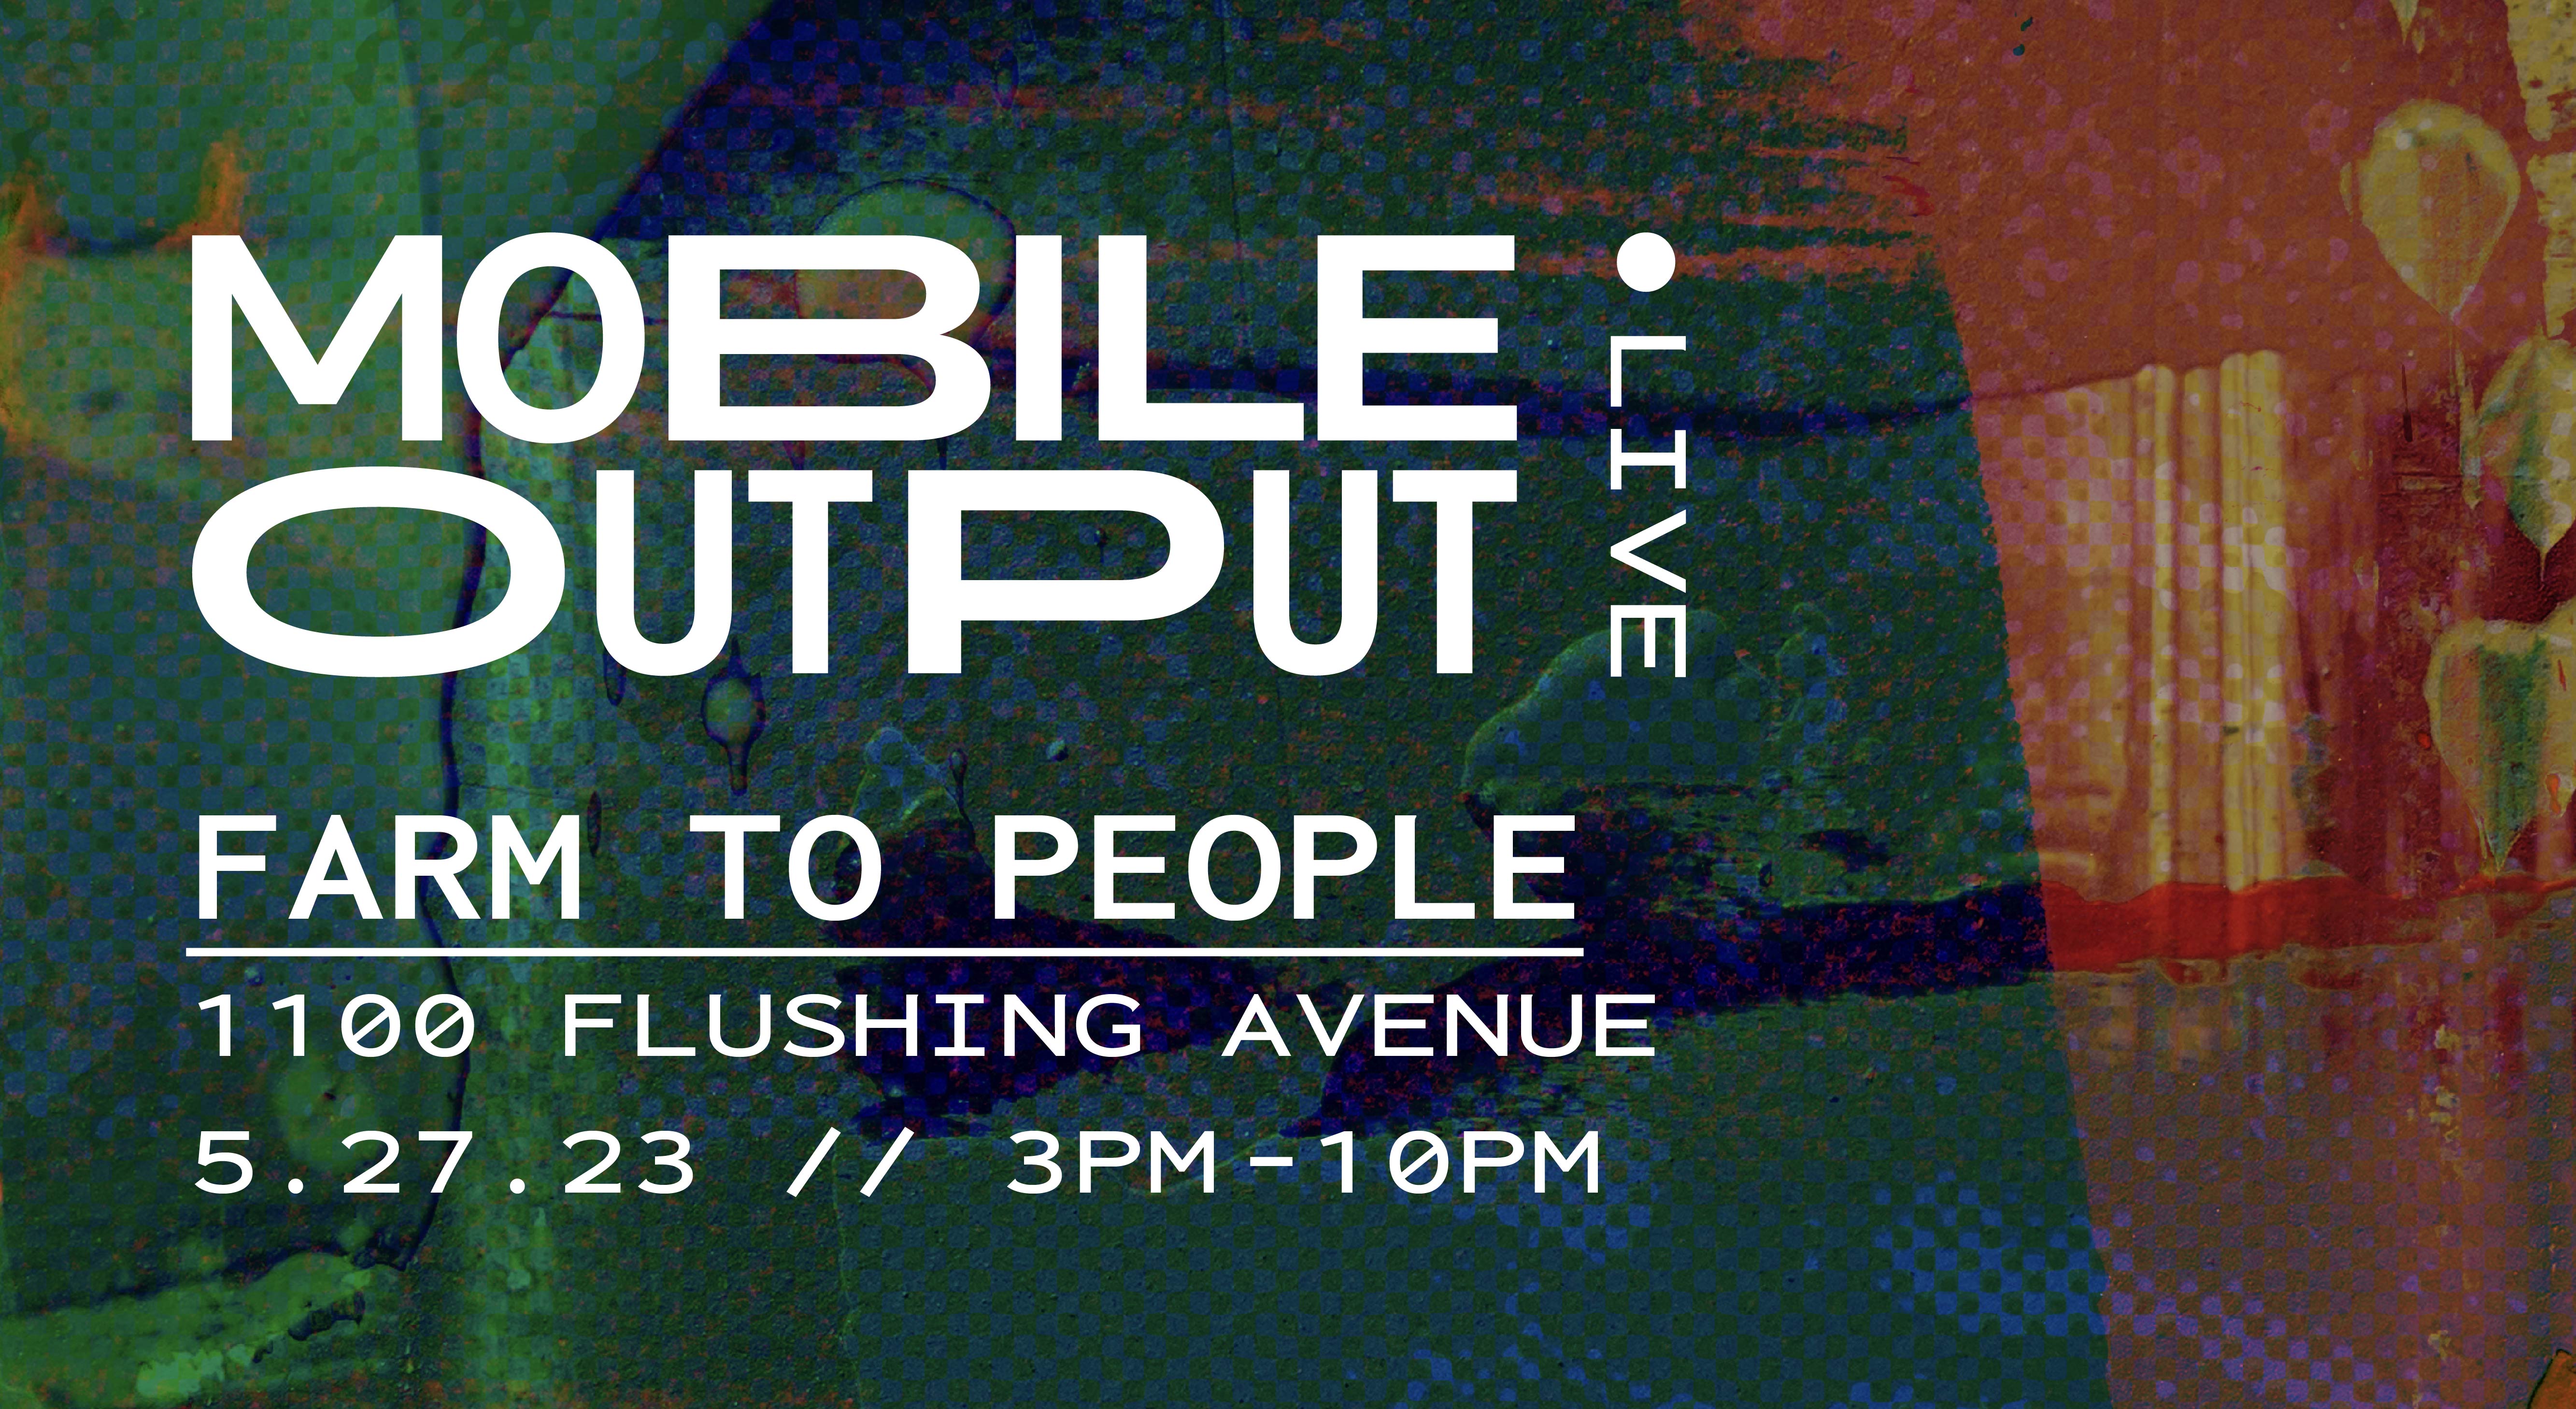 MOBILE
OUTPUT
LIVE
FARM TO PEOPLE
1100 FLUSHING AVENUE
5.27.23 // 3PM-10PM